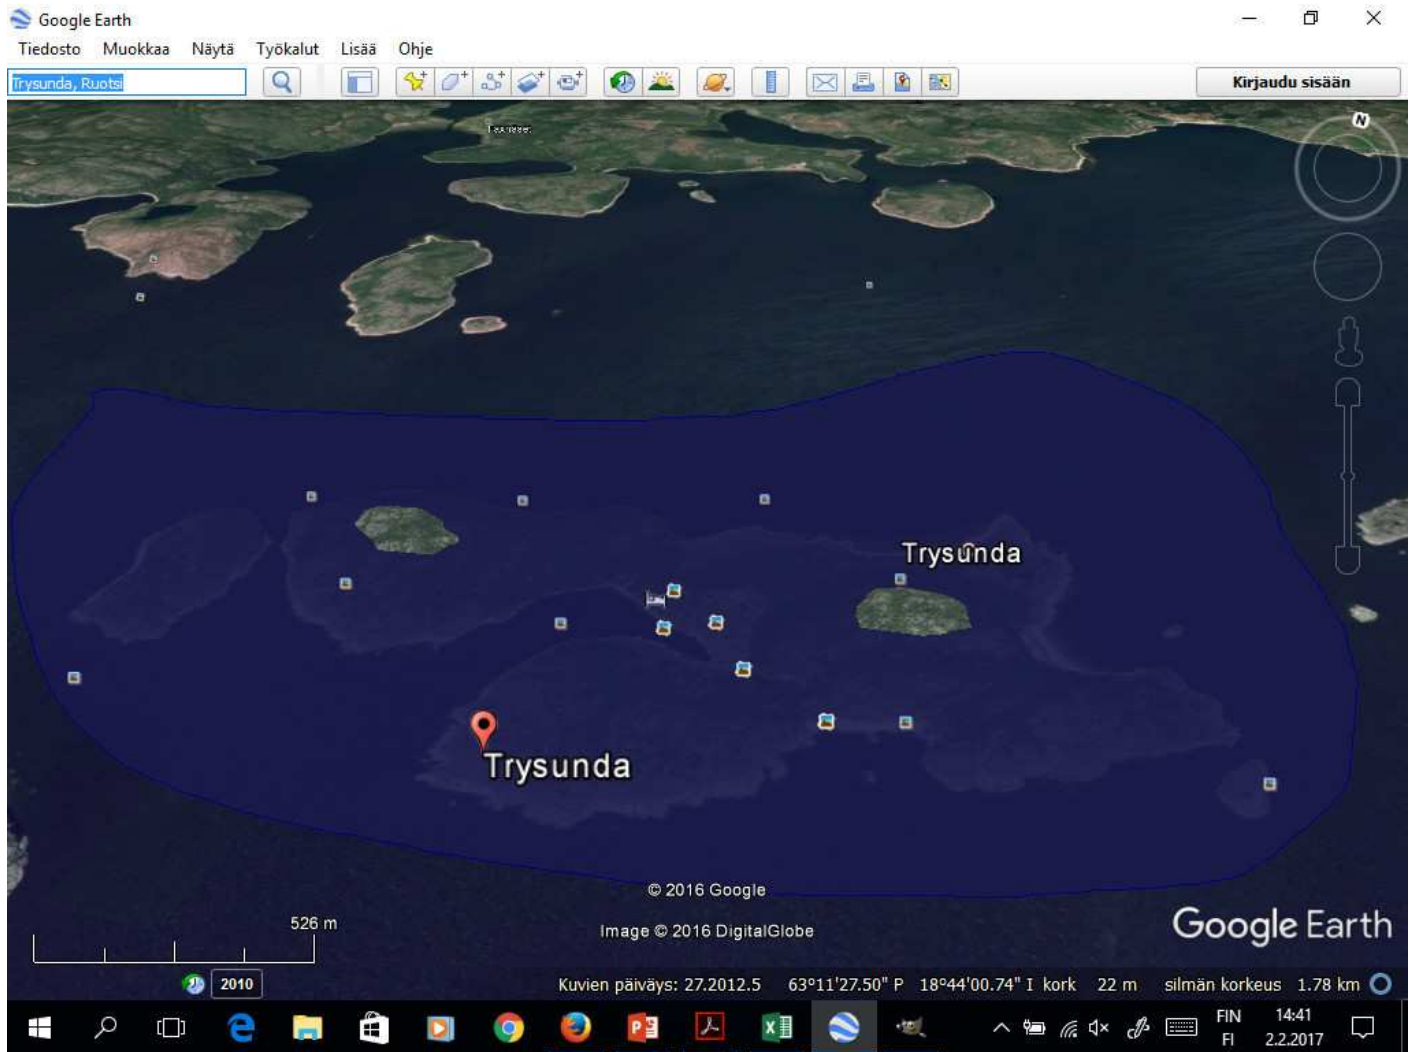 Google Earth
Tiedosto Muokkaa Näytä Työkalut Lisää Ohje
Trysunda, Ruotsi
Kirjaudu sisään
N
Trysunda
Trysunda
© 2016 Google
526 m
Image © 2016 DigitalGlobe
Google Earth
2010
Kuvien päiväys: 27.2012.5 63°11'27.50" P 18°44'00.74" I kork 22 m silmän korkeus 1.78 km
FIN 14:41
FI 2.2.2017